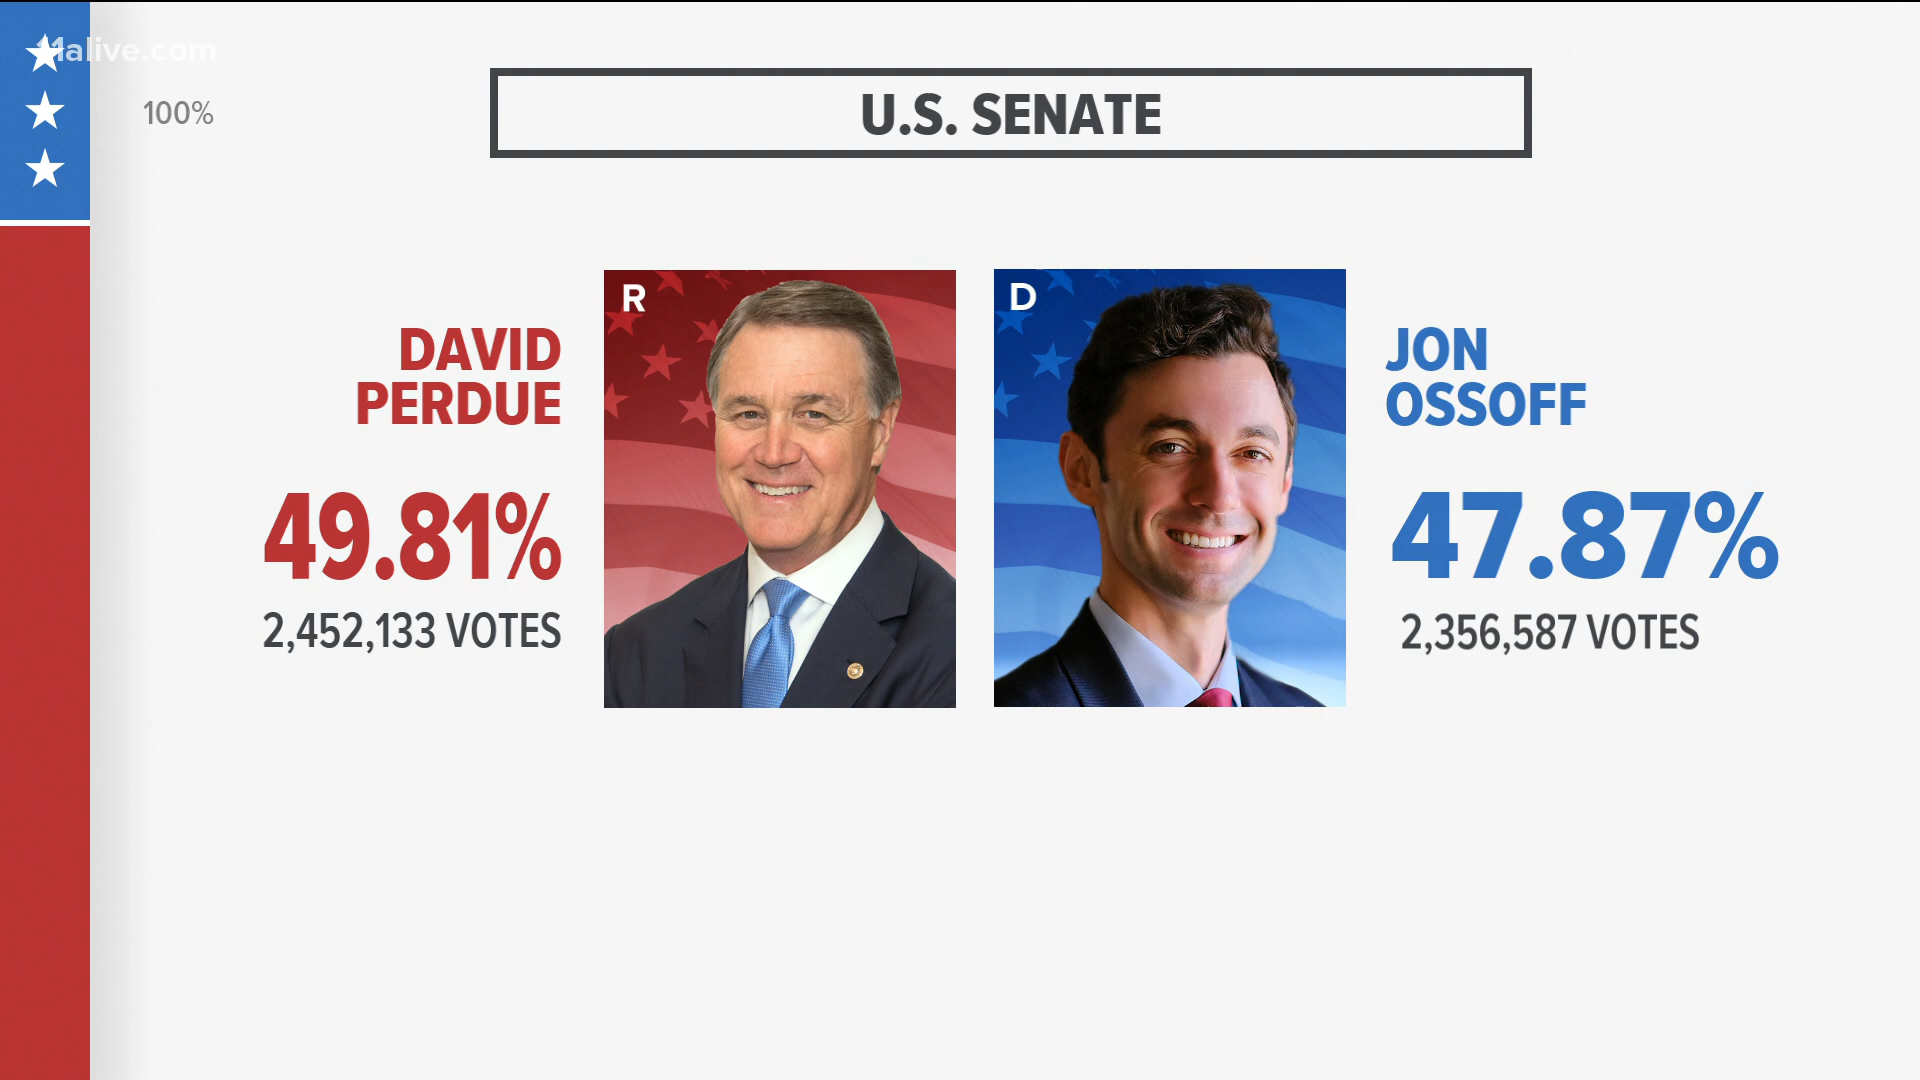 11alive.com
100%
U.S. SENATE
R
DAVID
PERDUE
49.81%
2,452,133 VOTES
D
JON
OSSOFF
47.87%
2,356,587 VOTES